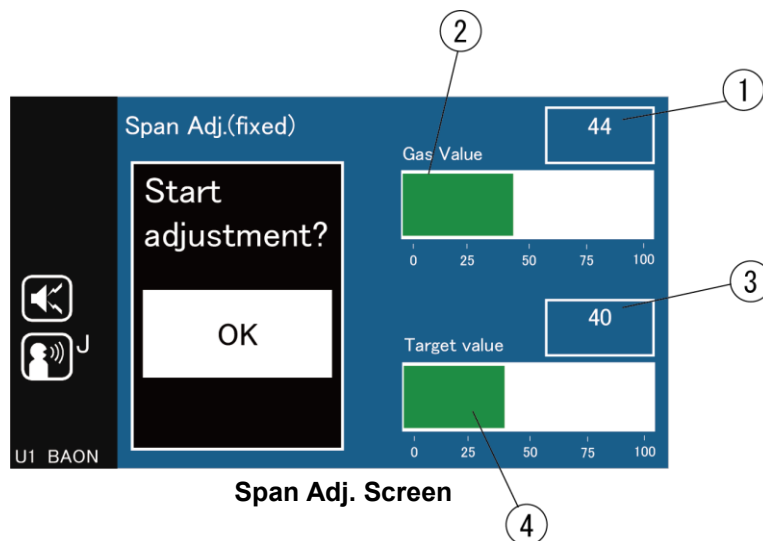 2
1
Span Adj.(fixed)
44
Gas Value
Start
adjustment?
0 25 50 75 100
3
OK
40
J
Target value
0 25 50 75 100
U1 BAON
Span Adj. Screen
4